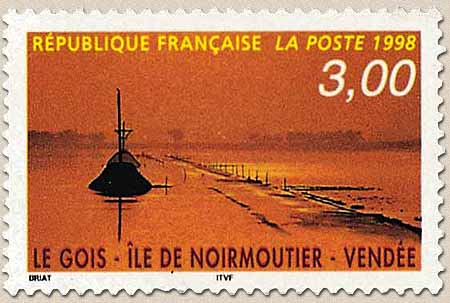 RÉPUBLIQUE FRANÇAISE LA POSTE 1998
3,00
LE GOIS - ÎLE DE NOIRMOUTIER - VENDÉE
BRIAT ITVF